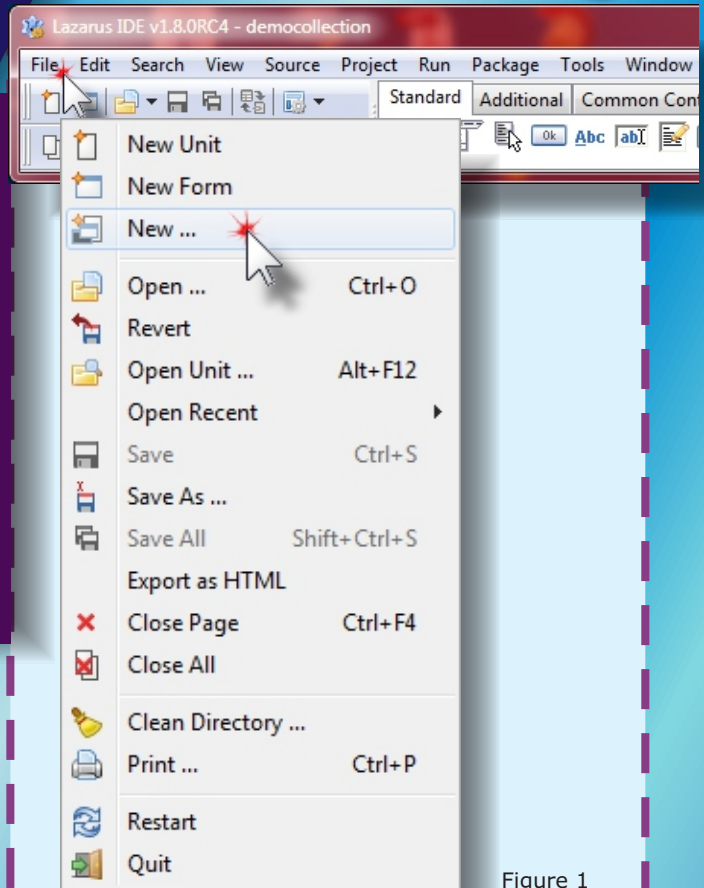 Lazarus IDE v1.8.0RC4 - democollection
File Edit Search View Source Project Run Package Tools Window
Standard Additional Common
Ok Abc abI
New Unit
New Form
New ...
Open ... Ctrl+O
Revert
Open Unit ... Alt+F12
Open Recent
Save Ctrl+S
Save As ...
Save All Shift+Ctrl+S
Export as HTML
Close Page Ctrl+F4
Close All
Clean Directory ...
Print ... Ctrl+P
Restart
Quit
Figure 1